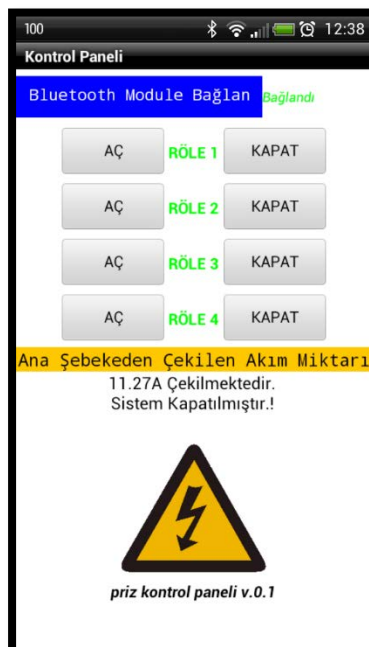 100 12:38
Kontrol Paneli
Bluetooth Module Bağlan Bağlandı
AÇ RÖLE 1 KAPAT
AÇ RÖLE 2 KAPAT
AÇ RÖLE 3 KAPAT
AÇ RÖLE 4 KAPAT
Ana Şebekeden Çekilen Akım Miktarı
11.27A Çekilmektedir.
Sistem Kapatılmıştır.!
priz kontrol paneli v.0.1